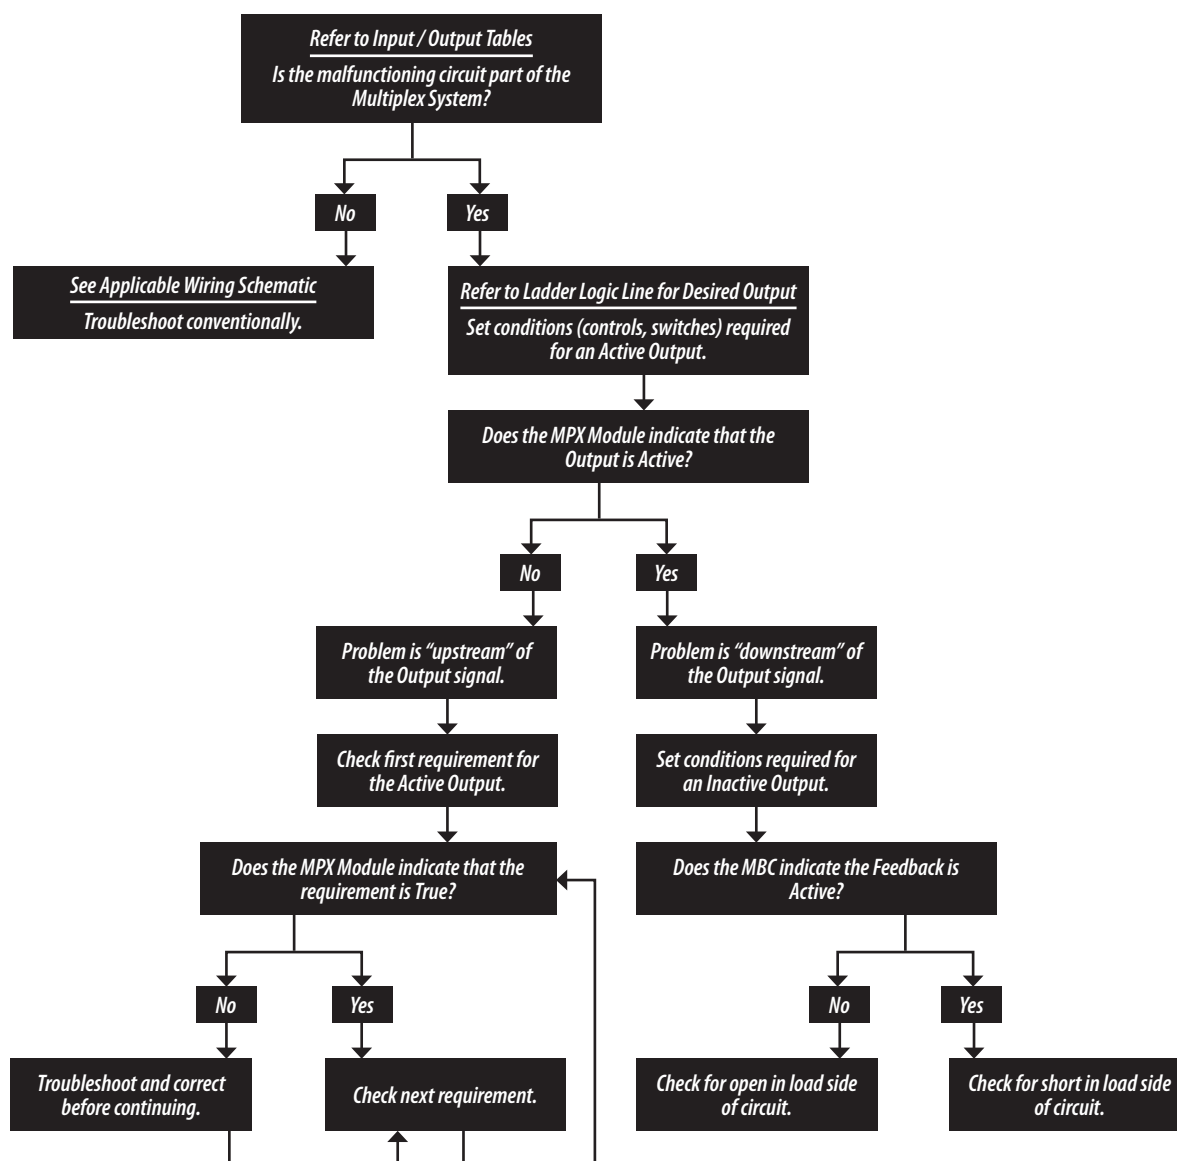 Refer to Input / Output Tables
Is the malfunctioning circuit part of the
Multiplex System?
No
Yes
See Applicable Wiring Schematic
Troubleshoot conventionally.
Refer to Ladder Logic Line for Desired Output
Set conditions (controls, switches) required
for an Active Output.
Does the MPX Module indicate that the
Output is Active?
No
Yes
Problem is “upstream” of
the Output signal.
Problem is “downstream” of
the Output signal.
Check first requirement for
the Active Output.
Set conditions required for
an Inactive Output.
Does the MPX Module indicate that the
requirement is True?
Does the MBC indicate the Feedback is
Active?
No
Yes
No
Yes
Troubleshoot and correct
before continuing.
Check next requirement.
Check for open in load side
of circuit.
Check for short in load side
of circuit.